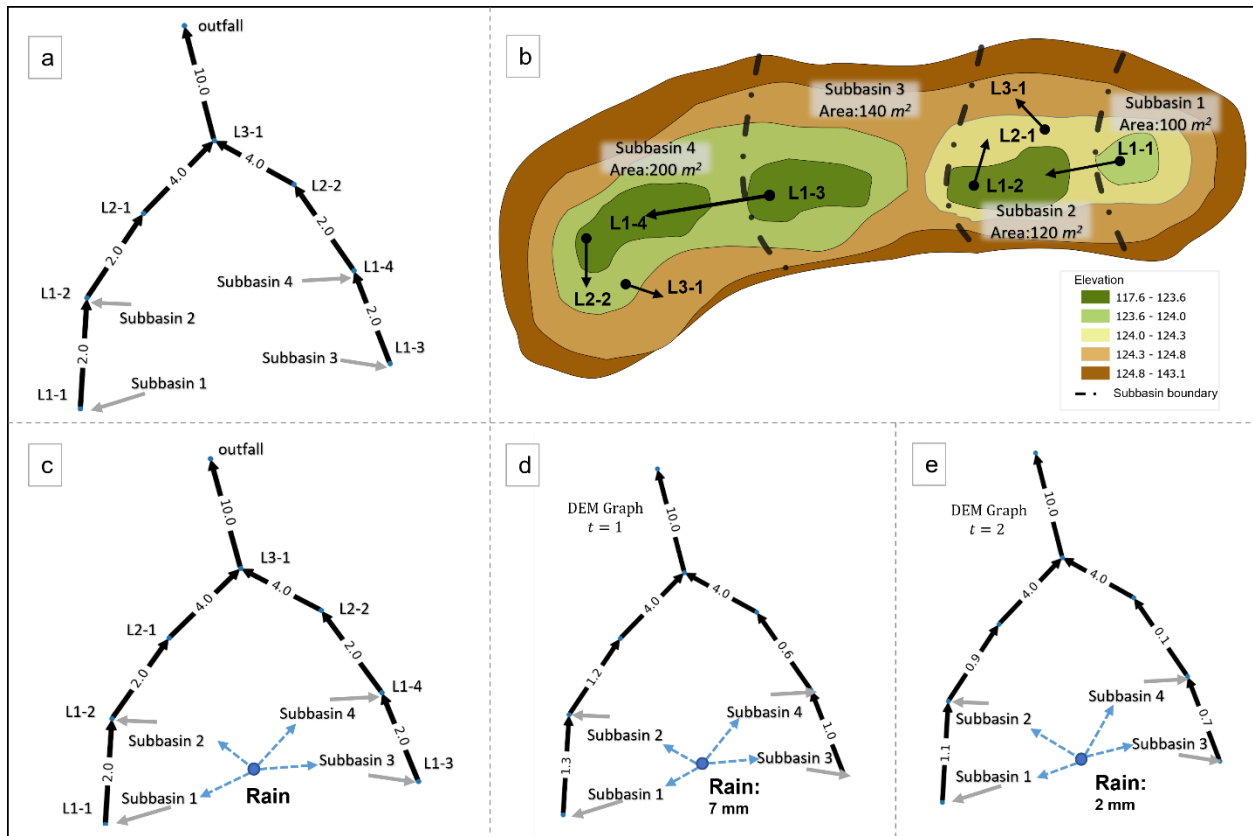 a
outfall
10.0
L3-1
4.0
4.0
L2-2
L2-1
2.0
2.0
L1-4
Subbasin 4
L1-2
Subbasin 2
2.0
2.0
Subbasin 3
L1-3
Subbasin 1
L1-1
b
Subbasin 3
Area:140 m²
L3-1
Subbasin 1
Area:100 m²
L2-1
L1-1
Subbasin 4
Area:200 m²
L1-2
L1-3
L1-4
Subbasin 2
Area:120 m²
L2-2
L3-1
Elevation
117.6 - 123.6
123.6 - 124.0
124.0 - 124.3
124.3 - 124.8
124.8 - 143.1
Subbasin boundary
c
outfall
10.0
L3-1
4.0
4.0
L2-2
L2-1
2.0
2.0
L1-4
Subbasin 4
L1-2
Subbasin 2
2.0
2.0
Subbasin 3
L1-3
Subbasin 1
Rain
L1-1
d
DEM Graph
t = 1
10.0
4.0
4.0
1.2
0.6
Subbasin 4
Subbasin 2
1.3
1.0
Subbasin 3
Subbasin 1
Rain:
7 mm
e
DEM Graph
t = 2
10.0
4.0
4.0
0.9
0.1
Subbasin 4
Subbasin 2
1.1
0.7
Subbasin 3
Subbasin 1
Rain:
2 mm